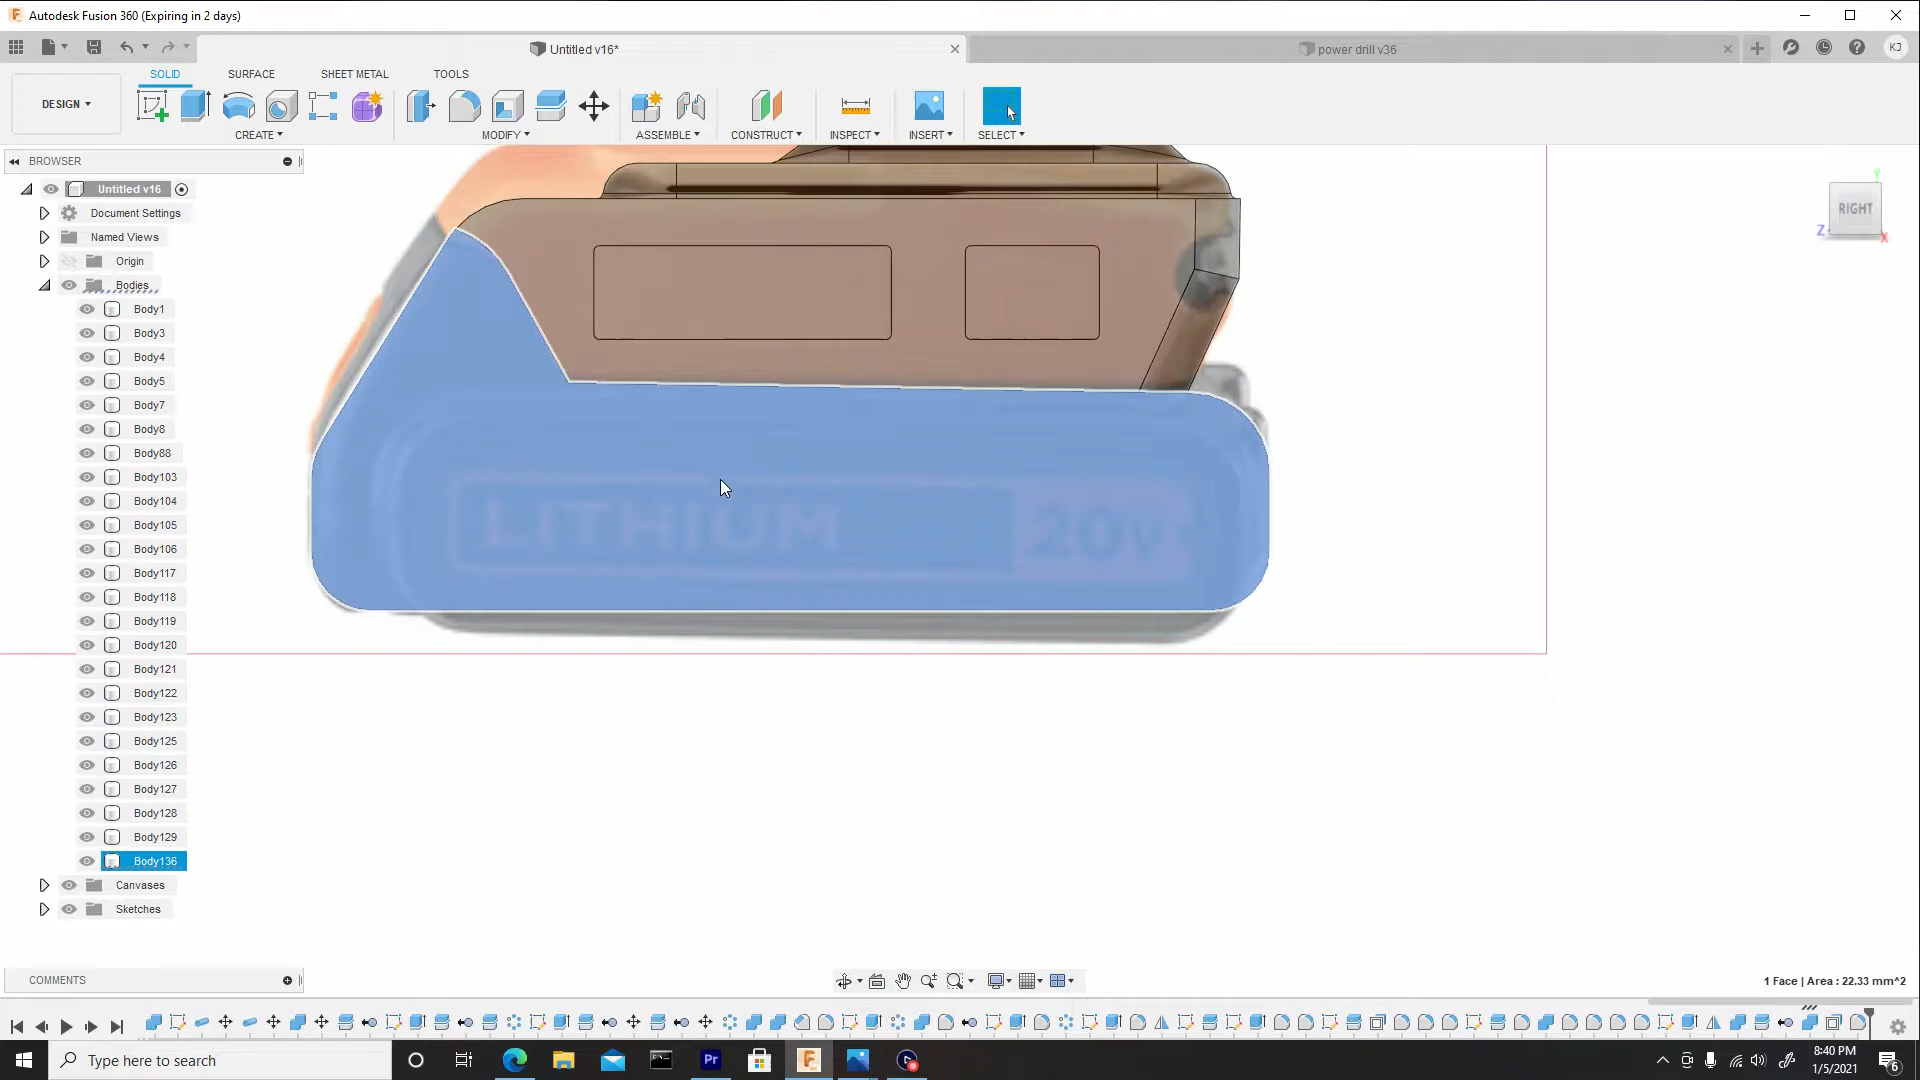 Autodesk Fusion 360 (Expiring in 2 days)
Untitled v16*
power drill v36
KJ
SOLID
SURFACE
SHEET METAL
TOOLS
DESIGN
CREATE
MODIFY
ASSEMBLE
CONSTRUCT
INSPECT
INSERT
SELECT
BROWSER
Untitled v16
Document Settings
Named Views
Origin
Bodies
Body1
Body3
Body4
Body5
Body7
Body8
Body88
Body103
Body104
Body105
Body106
Body117
Body118
Body119
Body120
Body121
Body122
Body123
Body125
Body126
Body127
Body128
Body129
Body136
Canvases
Sketches
Y
RIGHT
Z
X
LITHIUM
20v
COMMENTS
1 Face | Area : 22.33 mm^2
Type here to search
Pr
8:40 PM
1/5/2021
6